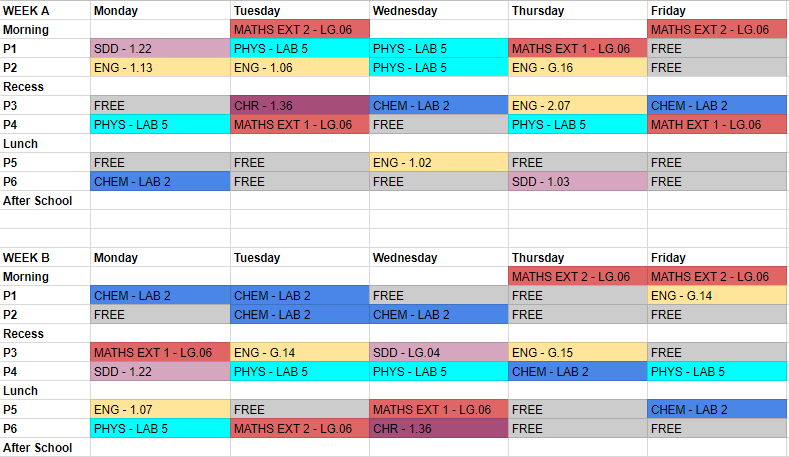 WEEK A Monday Tuesday Wednesday Thursday Friday
Morning MATHS EXT 2 - LG.06 MATHS EXT 2 - LG.06
P1 SDD - 1.22 PHYS - LAB 5 PHYS - LAB 5 MATHS EXT 1 - LG.06 FREE
P2 ENG - 1.13 ENG - 1.06 PHYS - LAB 5 ENG - G.16 FREE
Recess
P3 FREE CHR - 1.36 CHEM - LAB 2 ENG - 2.07 CHEM - LAB 2
P4 PHYS - LAB 5 MATHS EXT 1 - LG.06 FREE PHYS - LAB 5 MATH EXT 1 - LG.06
Lunch
P5 FREE FREE ENG - 1.02 FREE FREE
P6 CHEM - LAB 2 FREE FREE SDD - 1.03 FREE
After School
WEEK B Monday Tuesday Wednesday Thursday Friday
Morning MATHS EXT 2 - LG.06 MATHS EXT 2 - LG.06
P1 CHEM - LAB 2 CHEM - LAB 2 FREE FREE ENG - G.14
P2 FREE CHEM - LAB 2 CHEM - LAB 2 FREE FREE
Recess
P3 MATHS EXT 1 - LG.06 ENG - G.14 SDD - LG.04 ENG - G.15 FREE
P4 SDD - 1.22 PHYS - LAB 5 PHYS - LAB 5 CHEM - LAB 2 PHYS - LAB 5
Lunch
P5 ENG - 1.07 FREE MATHS EXT 1 - LG.06 FREE CHEM - LAB 2
P6 PHYS - LAB 5 MATHS EXT 2 - LG.06 CHR - 1.36 FREE FREE
After School